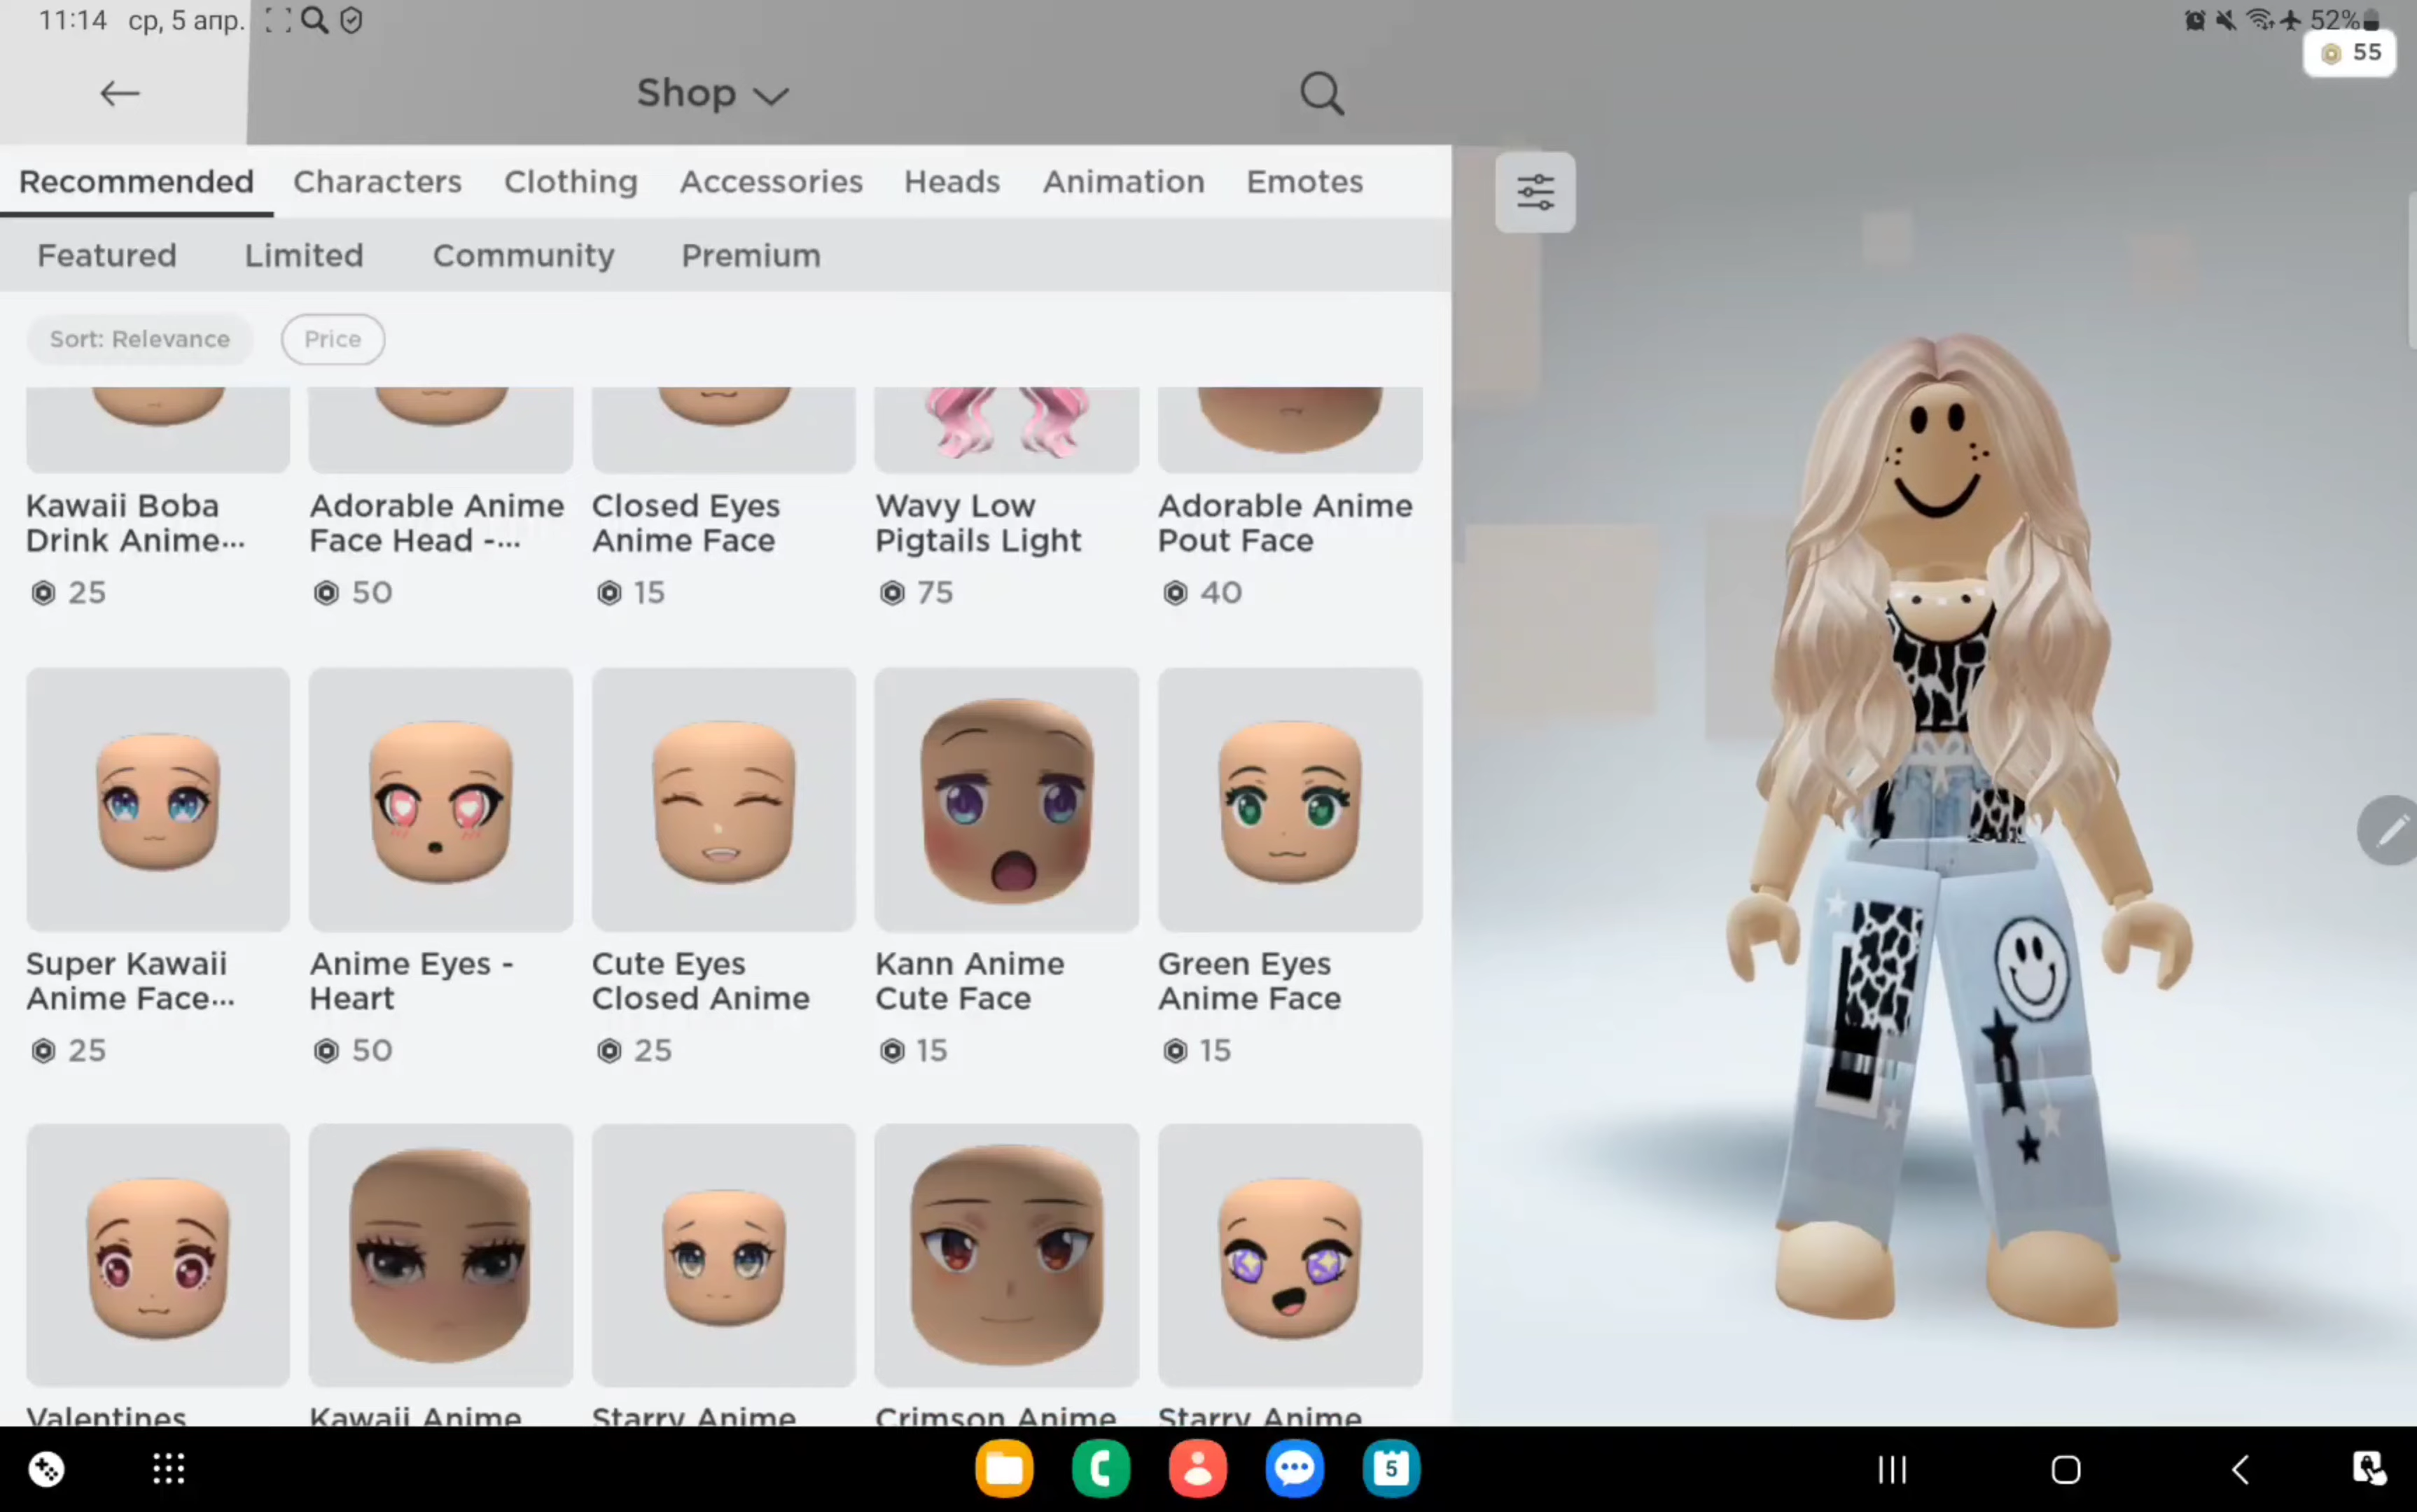 11:14 ср, 5 апр.
52%
55
Shop
Recommended Characters Clothing Accessories Heads Animation Emotes
Featured Limited Community Premium
Sort: Relevance Price
Kawaii Boba Adorable Anime Closed Eyes Wavy Low Adorable Anime
Drink Anime... Face Head -... Anime Face Pigtails Light Pout Face
25 50 15 75 40
Super Kawaii Anime Eyes - Cute Eyes Kann Anime Green Eyes
Anime Face... Heart Closed Anime Cute Face Anime Face
25 50 25 15 15
Valentines Kawaii Anime Starry Anime Crimson Anime Starry Anime
5